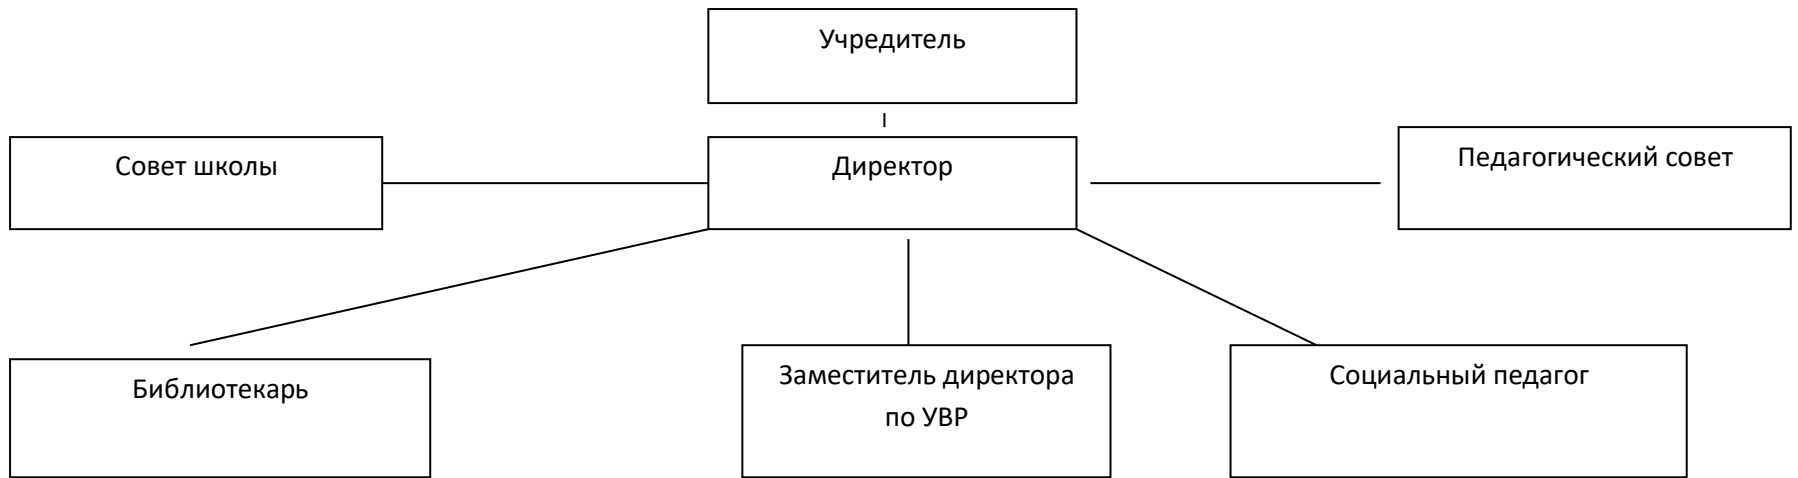 Учредитель
Совет школы
Директор
Педагогический совет
Библиотекарь
Заместитель директора
по УВР
Социальный педагог